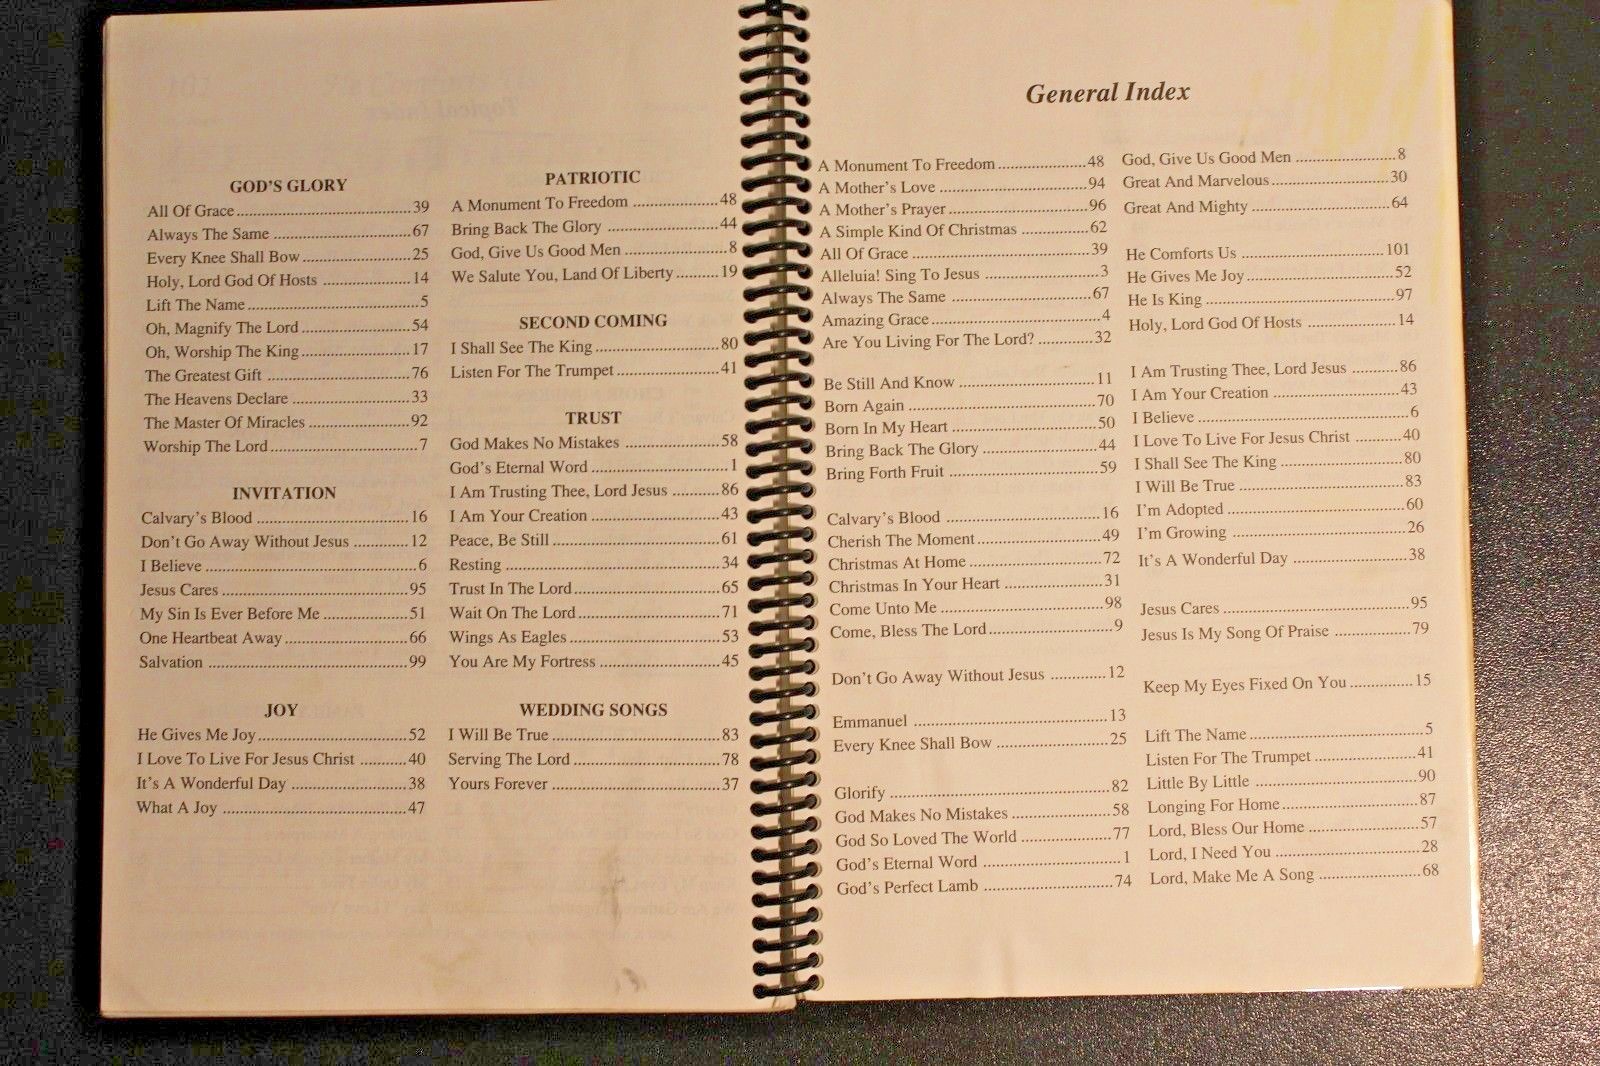 GOD'S GLORY
All Of Grace.......................................39
Always The Same ...............................67
Every Knee Shall Bow........................25
Holy, Lord God Of Hosts ...................14
Lift The Name......................................5
Oh, Magnify The Lord........................54
Oh, Worship The King........................17
The Greatest Gift ................................76
The Heavens Declare ..........................33
The Master Of Miracles ......................92
Worship The Lord.................................7
INVITATION
Calvary's Blood .................................16
Don't Go Away Without Jesus ............12
I Believe ...............................................6
Jesus Cares .........................................95
My Sin Is Ever Before Me ..................51
One Heartbeat Away...........................66
Salvation ............................................99
JOY
He Gives Me Joy.................................52
I Love To Live For Jesus Christ ..........40
It's A Wonderful Day ..........................38
What A Joy .........................................47
PATRIOTIC
A Monument To Freedom ...................48
Bring Back The Glory ........................44
God, Give Us Good Men ......................8
We Salute You, Land Of Liberty.........19
SECOND COMING
I Shall See The King...........................80
Listen For The Trumpet.......................41
TRUST
God Makes No Mistakes .....................58
God's Eternal Word ..............................1
I Am Trusting Thee, Lord Jesus ..........86
I Am Your Creation ............................43
Peace, Be Still.....................................61
Resting ...............................................34
Trust In The Lord................................65
Wait On The Lord...............................71
Wings As Eagles.................................53
You Are My Fortress ..........................45
WEDDING SONGS
I Will Be True.....................................83
Serving The Lord................................78
Yours Forever .....................................37
General Index
A Monument To Freedom...................48
A Mother's Love ................................94
A Mother's Prayer ..............................96
A Simple Kind Of Christmas ..............62
All Of Grace .......................................39
Alleluia! Sing To Jesus ........................3
Always The Same ...............................67
Amazing Grace.....................................4
Are You Living For The Lord? ............32
Be Still And Know .............................11
Born Again .........................................70
Born In My Heart ...............................50
Bring Back The Glory ........................44
Bring Forth Fruit ................................59
Calvary's Blood .................................16
Cherish The Moment..........................49
Christmas At Home ............................72
Christmas In Your Heart .....................31
Come Unto Me ...................................98
Come, Bless The Lord..........................9
Don't Go Away Without Jesus ............12
Emmanuel ..........................................13
Every Knee Shall Bow .......................25
Glorify ................................................82
God Makes No Mistakes ....................58
God So Loved The World ...................77
God's Eternal Word ..............................1
God's Perfect Lamb ............................74
God, Give Us Good Men ......................8
Great And Marvelous..........................30
Great And Mighty ..............................64
He Comforts Us ................................101
He Gives Me Joy.................................52
He Is King ..........................................97
Holy, Lord God Of Hosts ...................14
I Am Trusting Thee, Lord Jesus ..........86
I Am Your Creation ............................43
I Believe ...............................................6
I Love To Live For Jesus Christ ..........40
I Shall See The King...........................80
I Will Be True .....................................83
I'm Adopted ........................................60
I'm Growing .......................................26
It's A Wonderful Day ..........................38
Jesus Cares .........................................95
Jesus Is My Song Of Praise ................79
Keep My Eyes Fixed On You..............15
Lift The Name ......................................5
Listen For The Trumpet.......................41
Little By Little ....................................90
Longing For Home..............................87
Lord, Bless Our Home ........................57
Lord, I Need You ................................28
Lord, Make Me A Song ......................68